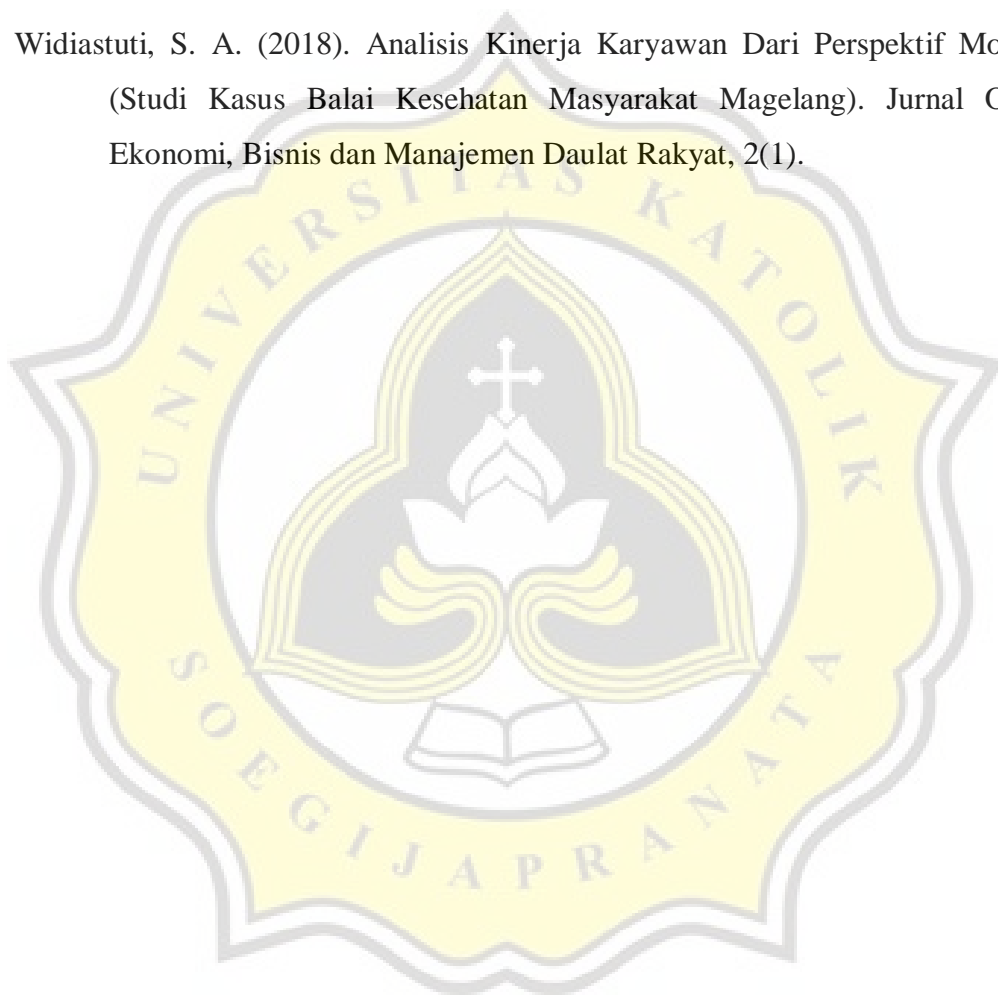 Widiastuti, S. A. (2018). Analisis Kinerja Karyawan Dari Perspektif
(Studi Kasus Balai Kesehatan Masyarakat Magelang). Jurnal
Ekonomi, Bisnis dan Manajemen Daulat Rakyat, 2(1).
UNIVERSITAS KATOLIK
SOEGIJAPRANATA